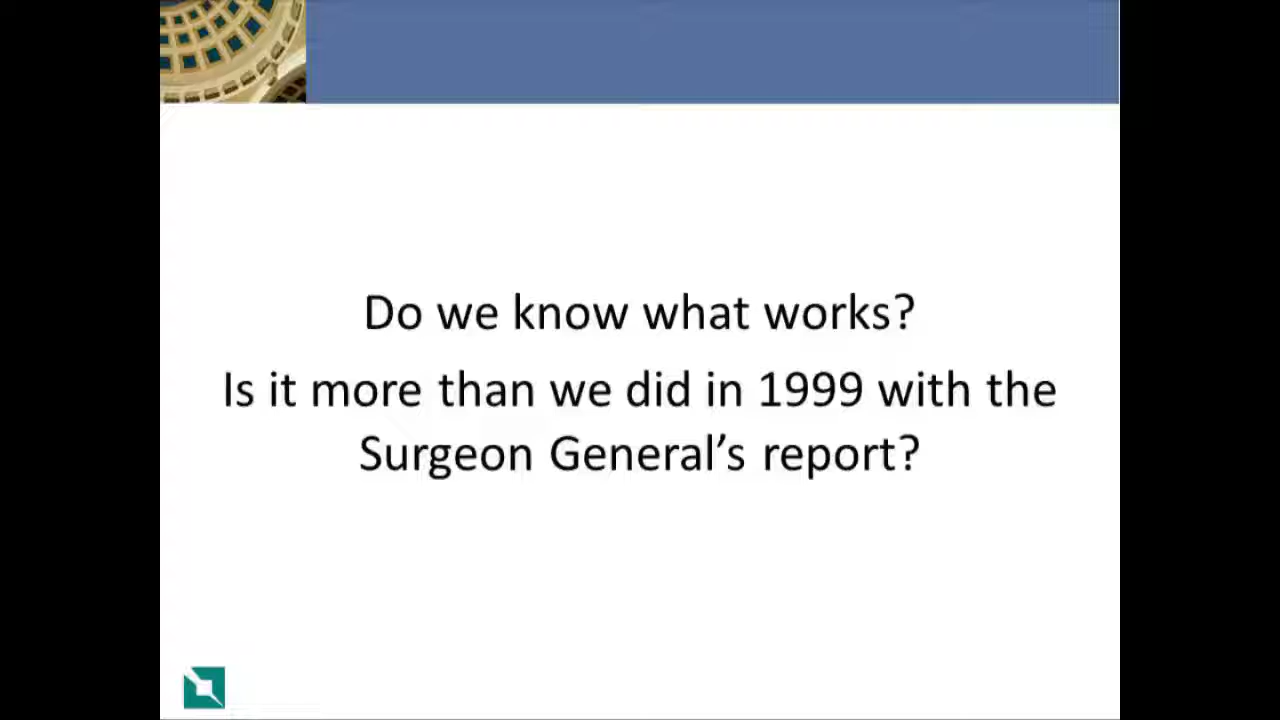 Do we know what works?
Is it more than we did in 1999 with the
Surgeon General’s report?